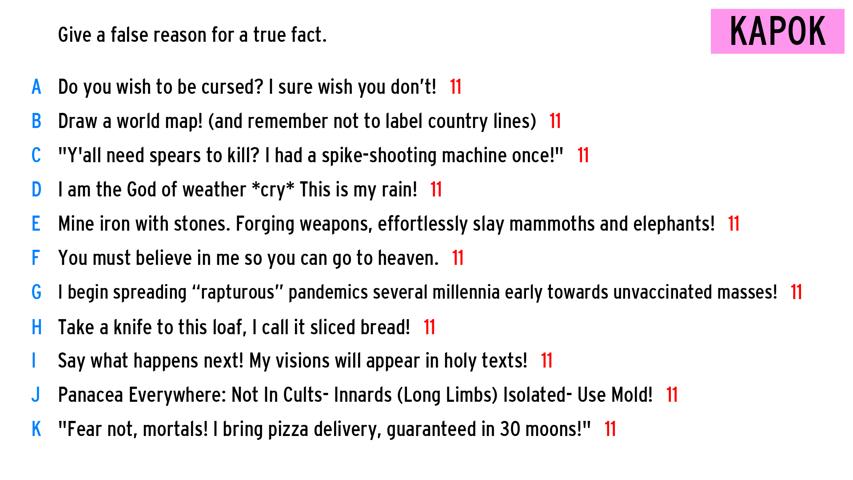 Give a false reason for a true fact.
KAPOK
A Do you wish to be cursed? I sure wish you don't! 11
B Draw a world map! (and remember not to label country lines) 11
C "Y'all need spears to kill? I had a spike-shooting machine once!" 11
D I am the God of weather *cry* This is my rain! 11
E Mine iron with stones. Forging weapons, effortlessly slay mammoths and elephants! 11
F You must believe in me so you can go to heaven. 11
G I begin spreading “rapturous” pandemics several millennia early towards unvaccinated masses! 11
H Take a knife to this loaf, I call it sliced bread! 11
I Say what happens next! My visions will appear in holy texts! 11
J Panacea Everywhere: Not In Cults- Innards (Long Limbs) Isolated- Use Mold! 11
K "Fear not, mortals! I bring pizza delivery, guaranteed in 30 moons!" 11